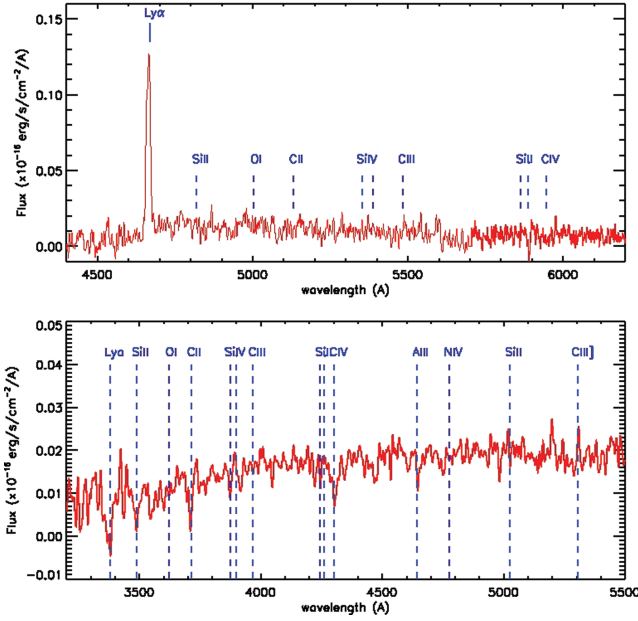 Lyα
0.15
0.10
0.05
0.00
Flux (x10⁻¹⁶ erg/s/cm⁻²/A)
SiII OI CII SiIV CIII SiII CIV
4500 5000 5500 6000
wavelength (A)
0.05
0.04
0.03
0.02
0.01
0.00
-0.01
Flux (x10⁻¹⁶ erg/s/cm⁻²/A)
Lyα SiII OI CII SiIV CIII SiICIV AlII NIV SiII CIII]
3500 4000 4500 5000 5500
wavelength (A)